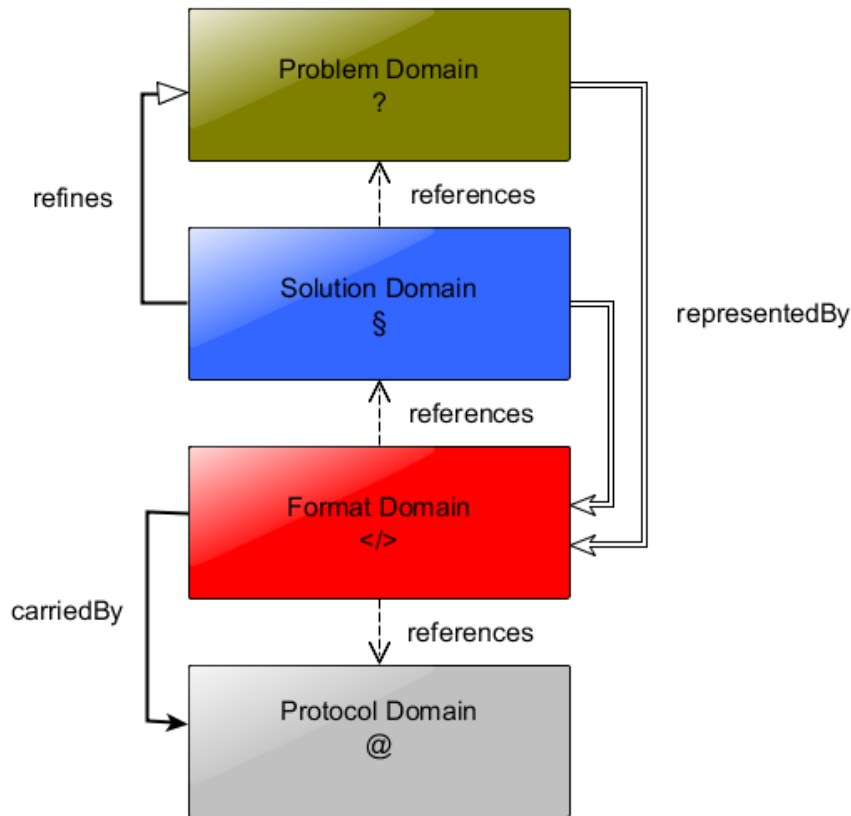 Problem Domain
?
refines
references
Solution Domain
§
representedBy
references
Format Domain
</>
carriedBy
references
Protocol Domain
@